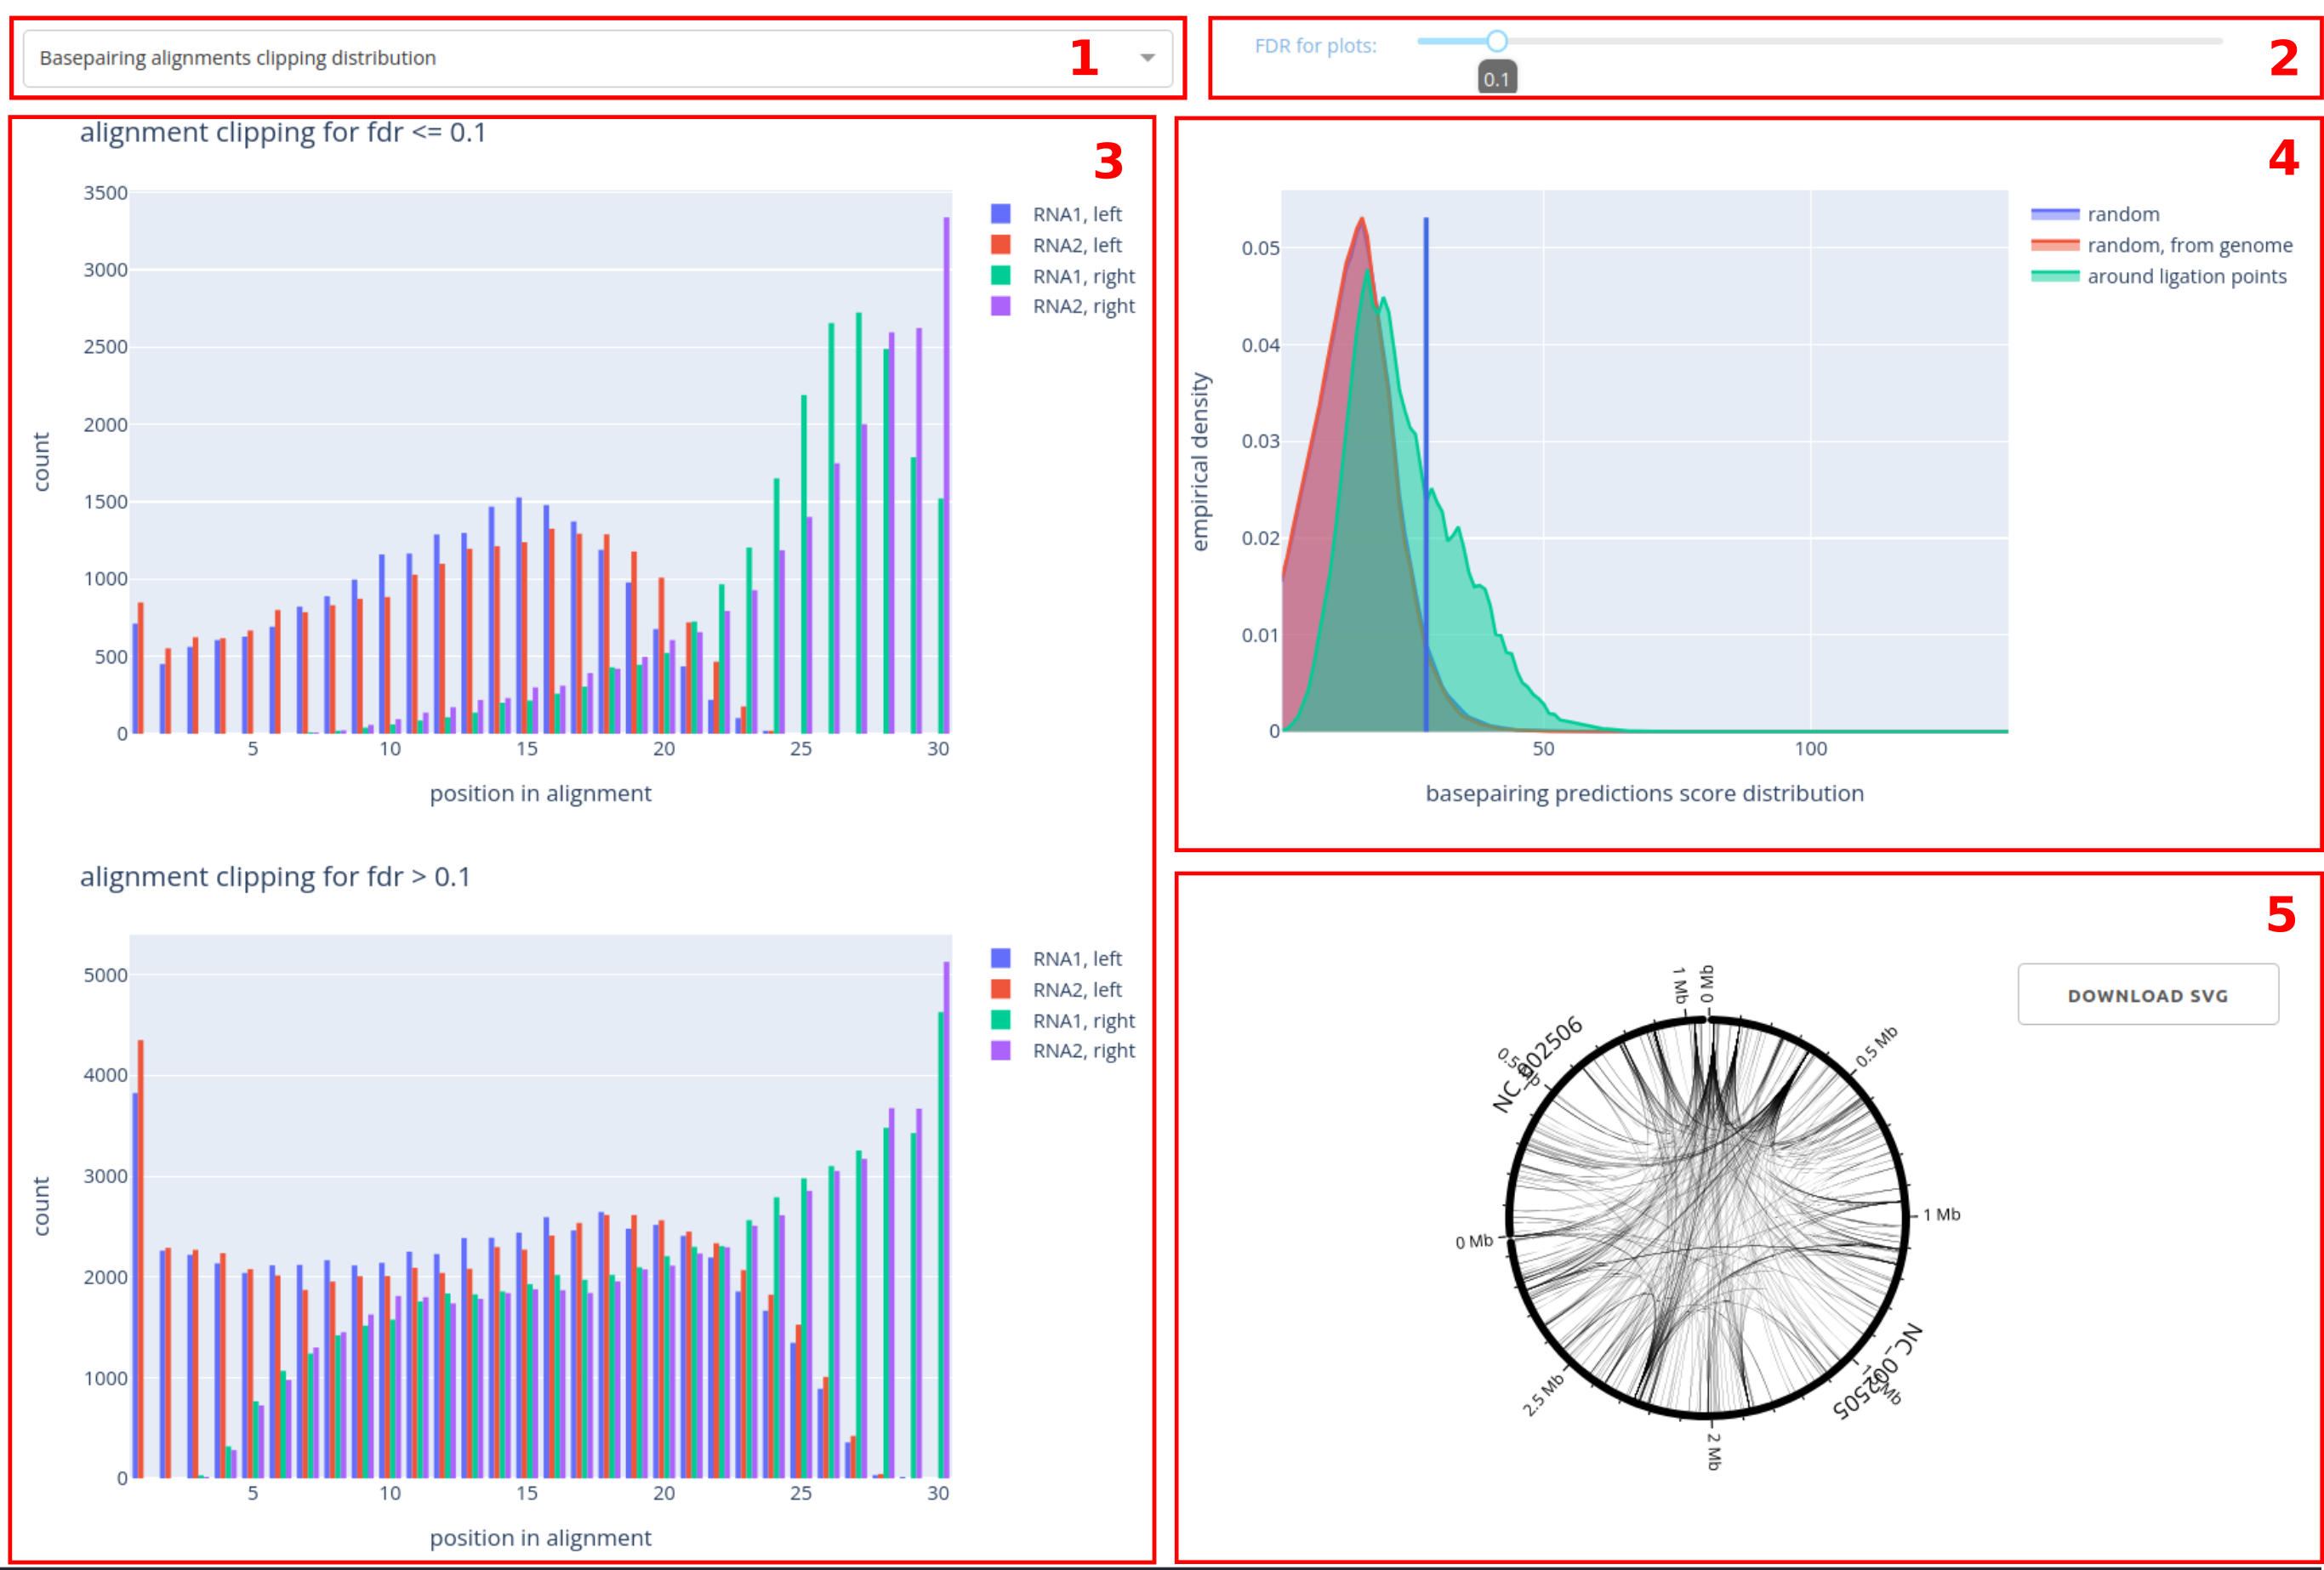 Basepairing alignments clipping distribution
1
FDR for plots:
0.1
2
alignment clipping for fdr <= 0.1
3
3500
3000
2500
2000
1500
1000
500
0
count
5 10 15 20 25 30
position in alignment
RNA1, left
RNA2, left
RNA1, right
RNA2, right
alignment clipping for fdr > 0.1
5000
4000
3000
2000
1000
0
count
5 10 15 20 25 30
position in alignment
RNA1, left
RNA2, left
RNA1, right
RNA2, right
4
0.05
0.04
0.03
0.02
0.01
0
empirical density
50 100
basepairing predictions score distribution
random
random, from genome
around ligation points
5
DOWNLOAD SVG
1 Mb
0 Mb
0.5 Mb
NC_002506
0.5 Mb
1 Mb
0 Mb
NC_002505
1.5 Mb
2.5 Mb
2 Mb